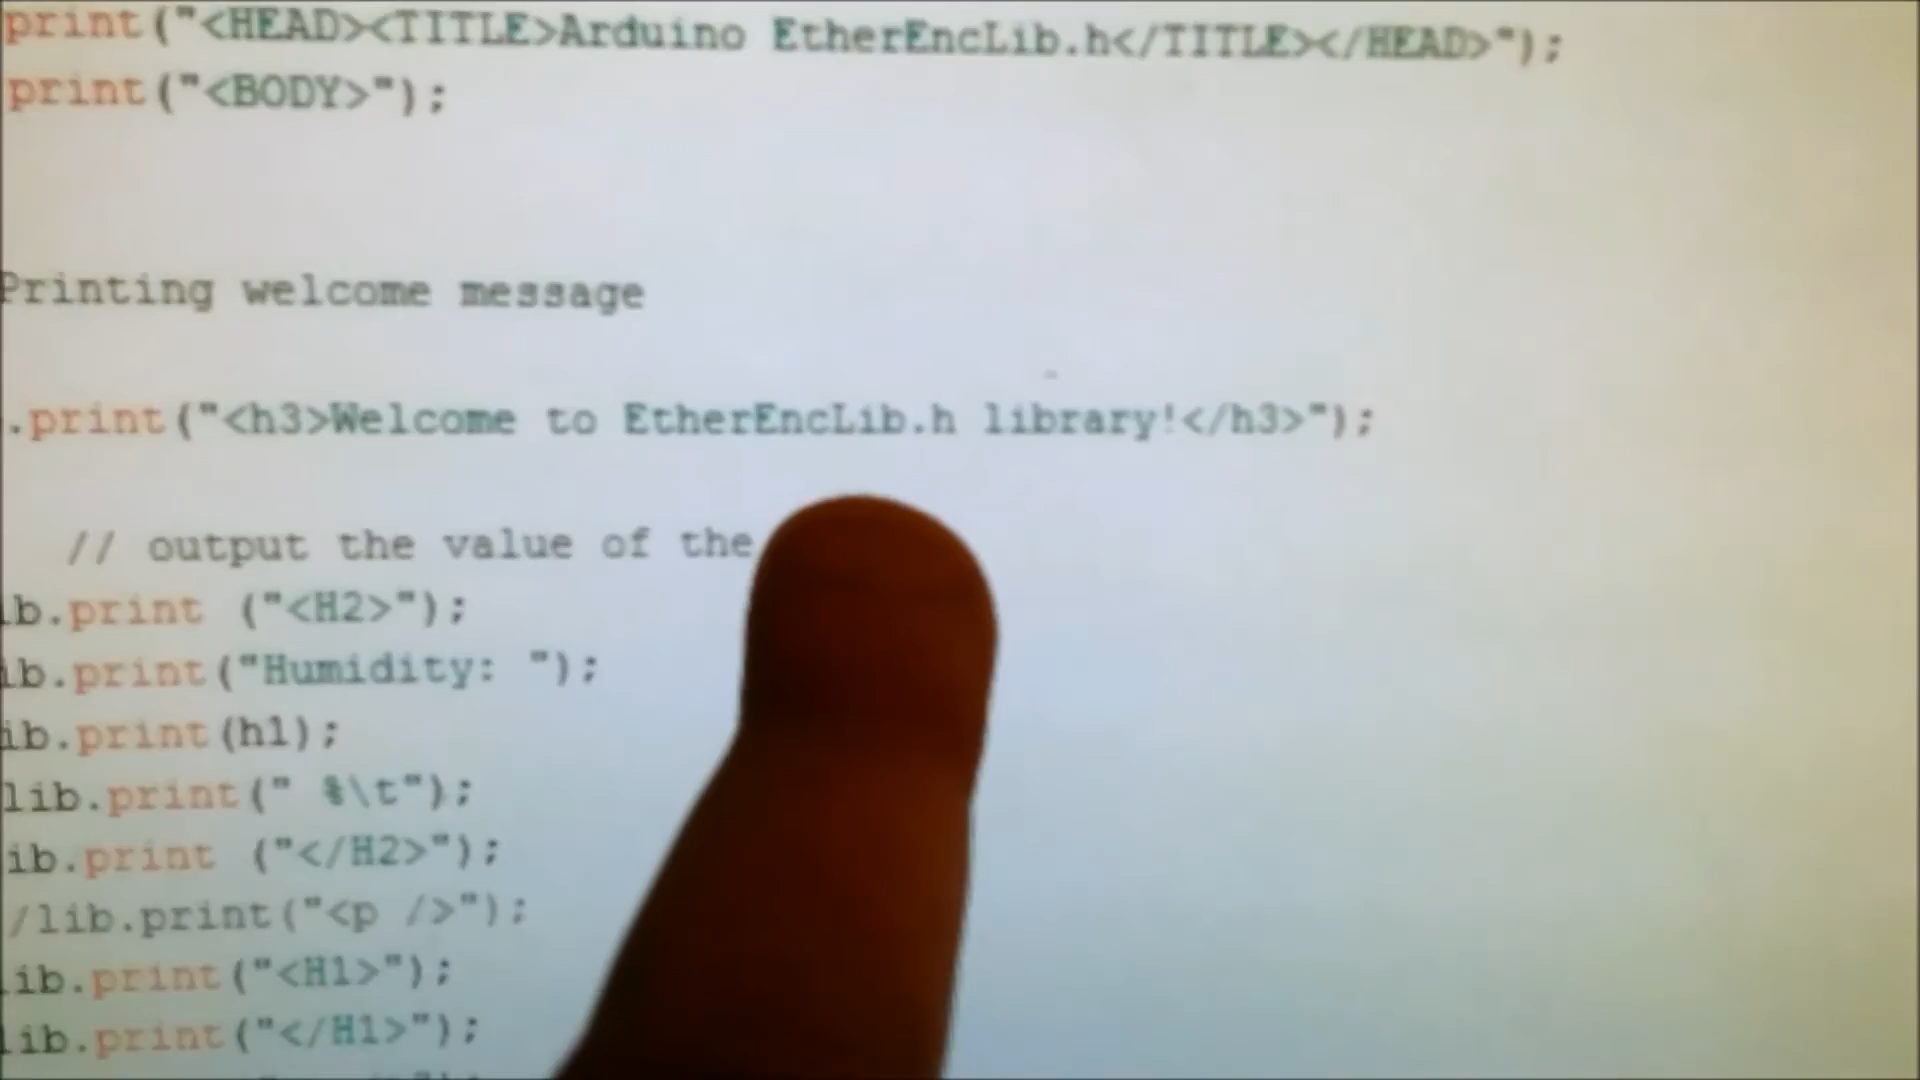 print("<HEAD><TITLE>Arduino EtherEncLib.h</TITLE></HEAD>");
print("<BODY>");
Printing welcome message
.print("<h3>Welcome to EtherEncLib.h library!</h3>");
// output the value of the
ib.print ("<H2>");
ib.print("Humidity: ");
ib.print(h1);
lib.print(" %\t");
ib.print ("</H2>");
/lib.print("<p />");
lib.print("<H1>");
lib.print("</H1>");